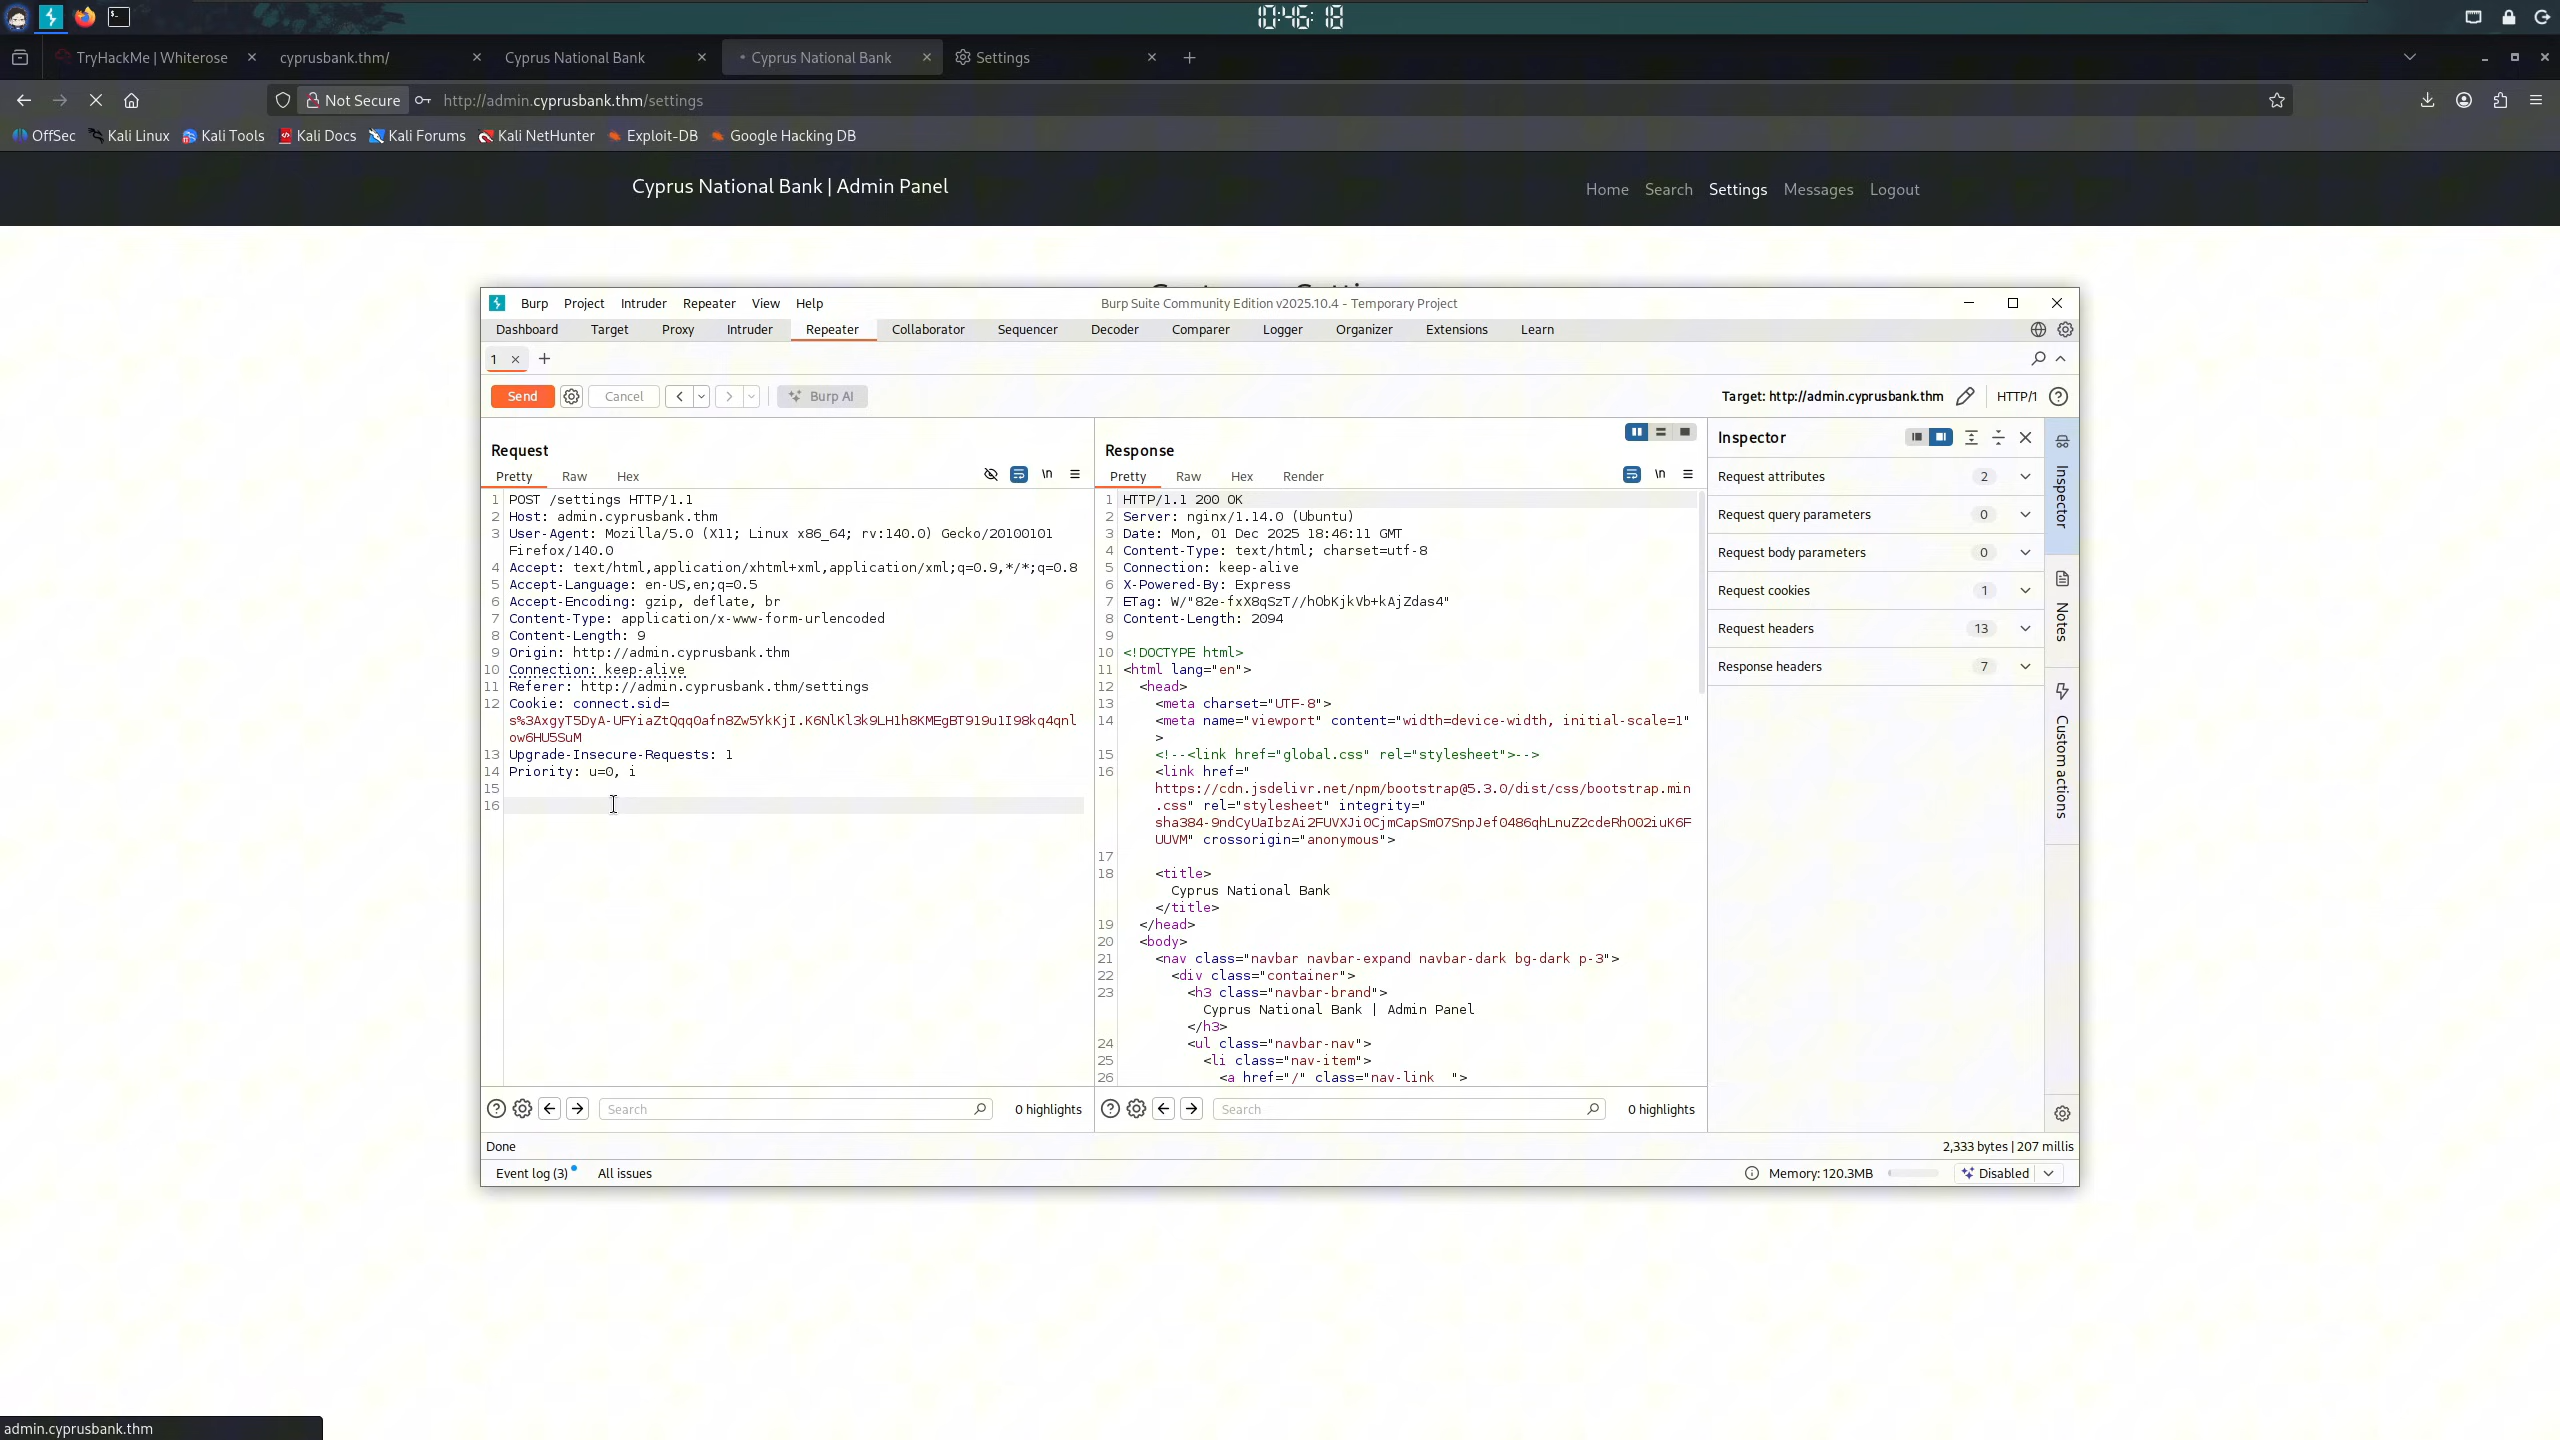 10:46:18
TryHackMe | Whiterose
cyprusbank.thm/
Cyprus National Bank
Cyprus National Bank
Settings
Not Secure
http://admin.cyprusbank.thm/settings
OffSec
Kali Linux
Kali Tools
Kali Docs
Kali Forums
Kali NetHunter
Exploit-DB
Google Hacking DB
Cyprus National Bank | Admin Panel
Home
Search
Settings
Messages
Logout
Burp Project Intruder Repeater View Help
Burp Suite Community Edition v2025.10.4 - Temporary Project
Dashboard Target Proxy Intruder Repeater Collaborator Sequencer Decoder Comparer Logger Organizer Extensions Learn
1
Send
Cancel
Burp AI
Target: http://admin.cyprusbank.thm
HTTP/1
Request
Pretty Raw Hex
\n
1 POST /settings HTTP/1.1
2 Host: admin.cyprusbank.thm
3 User-Agent: Mozilla/5.0 (X11; Linux x86_64; rv:140.0) Gecko/20100101
Firefox/140.0
4 Accept: text/html,application/xhtml+xml,application/xml;q=0.9,*/*;q=0.8
5 Accept-Language: en-US,en;q=0.5
6 Accept-Encoding: gzip, deflate, br
7 Content-Type: application/x-www-form-urlencoded
8 Content-Length: 9
9 Origin: http://admin.cyprusbank.thm
10 Connection: keep-alive
11 Referer: http://admin.cyprusbank.thm/settings
12 Cookie: connect.sid=
s%3AxgyT5DyA-UFYiaZtQqq0afn8Zw5YkKjI.K6NlKl3k9LH1h8KMEgBT919u1I98kq4qnl
ow6HU5SuM
13 Upgrade-Insecure-Requests: 1
14 Priority: u=0, i
15
16
Search
0 highlights
Response
Pretty Raw Hex Render
\n
1 HTTP/1.1 200 OK
2 Server: nginx/1.14.0 (Ubuntu)
3 Date: Mon, 01 Dec 2025 18:46:11 GMT
4 Content-Type: text/html; charset=utf-8
5 Connection: keep-alive
6 X-Powered-By: Express
7 ETag: W/"82e-fxX8qSzT//hObKjkVb+kAjZdas4"
8 Content-Length: 2094
9
10 <!DOCTYPE html>
11 <html lang="en">
12 <head>
13 <meta charset="UTF-8">
14 <meta name="viewport" content="width=device-width, initial-scale=1"
>
15 <!--<link href="global.css" rel="stylesheet">-->
16 <link href="
https://cdn.jsdelivr.net/npm/bootstrap@5.3.0/dist/css/bootstrap.min
.css" rel="stylesheet" integrity="
sha384-9ndCyUaIbzAi2FUVXJi0CjmCapSmO7SnpJef0486qhLnuZ2cdeRhO02iuK6F
UUVM" crossorigin="anonymous">
17
18 <title>
Cyprus National Bank
</title>
19 </head>
20 <body>
21 <nav class="navbar navbar-expand navbar-dark bg-dark p-3">
22 <div class="container">
23 <h3 class="navbar-brand">
Cyprus National Bank | Admin Panel
</h3>
24 <ul class="navbar-nav">
25 <li class="nav-item">
26 <a href="/" class="nav-link  ">
Search
0 highlights
Inspector
Request attributes 2
Request query parameters 0
Request body parameters 0
Request cookies 1
Request headers 13
Response headers 7
Inspector
Notes
Custom actions
Done
2,333 bytes | 207 millis
Event log (3)
All issues
Memory: 120.3MB
Disabled
admin.cyprusbank.thm